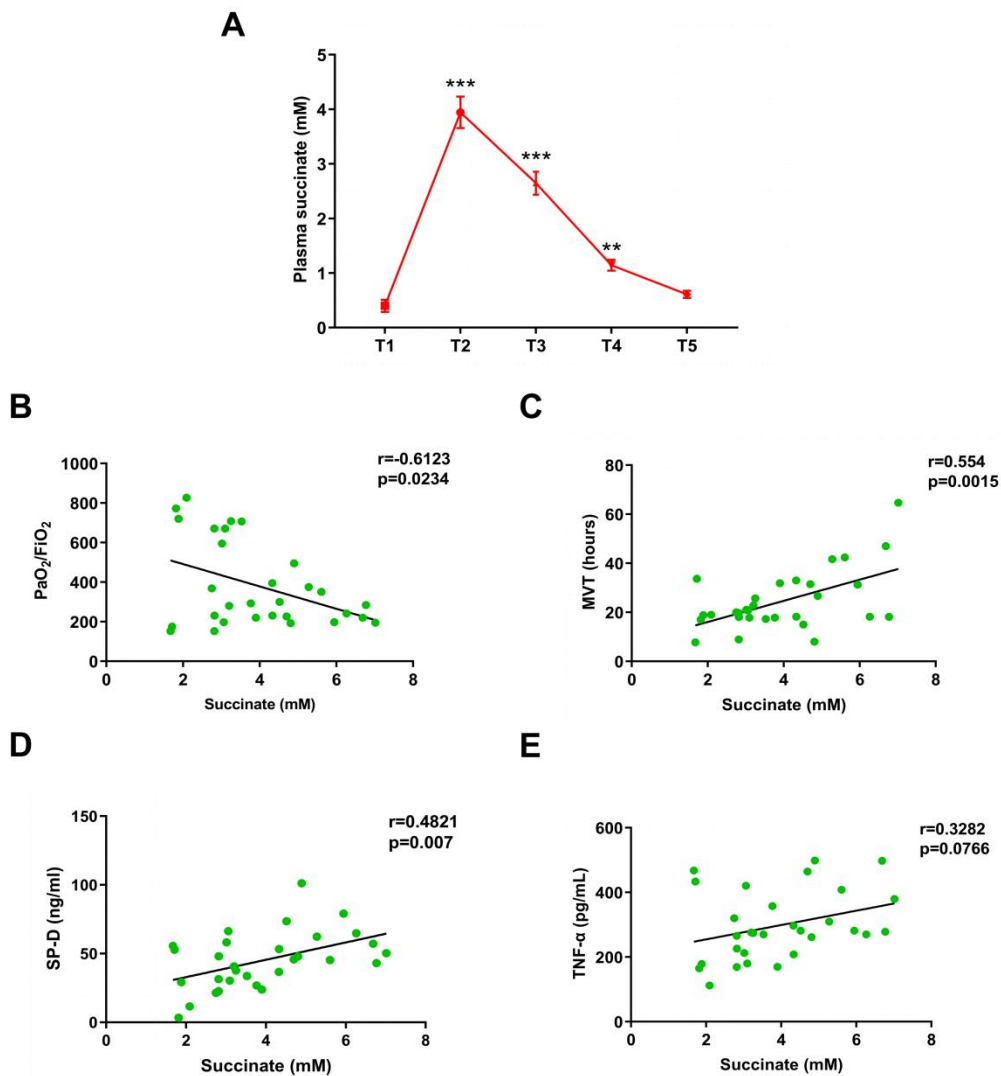 A
Plasma succinate (mM)
5
4
3
2
1
0
***
***
**
T1 T2 T3 T4 T5
B
r=-0.6123
p=0.0234
PaO₂/FiO₂
1000
800
600
400
200
0
0 2 4 6 8
Succinate (mM)
C
r=0.554
p=0.0015
MVT (hours)
80
60
40
20
0
0 2 4 6 8
Succinate (mM)
D
r=0.4821
p=0.007
SP-D (ng/ml)
150
100
50
0
0 2 4 6 8
Succinate (mM)
E
r=0.3282
p=0.0766
TNF-α (pg/mL)
600
400
200
0
0 2 4 6 8
Succinate (mM)